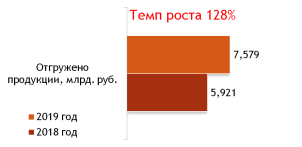 Темп роста 128%
7,579
Отгружено
продукции, млрд. руб.
5,921
2019 год
2018 год